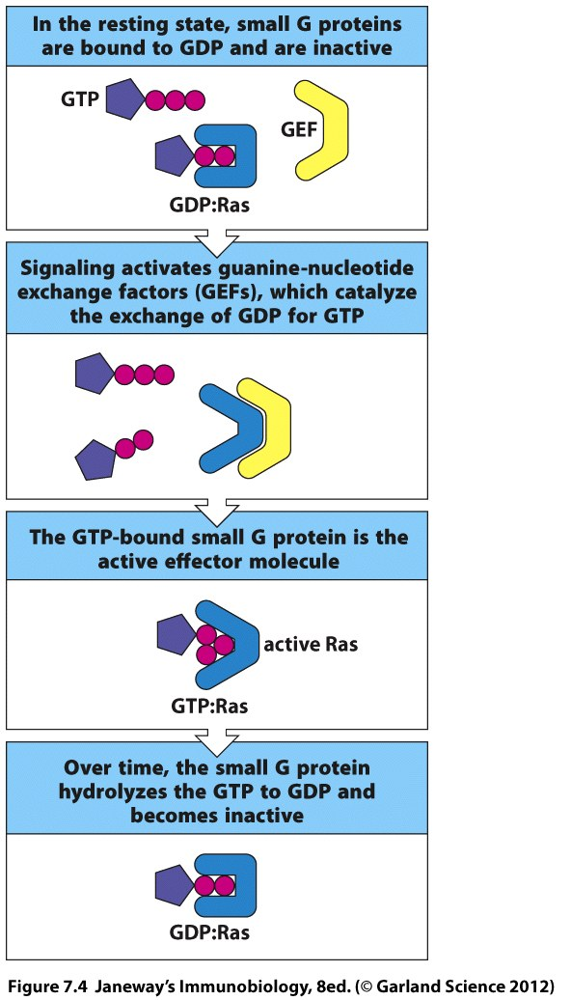 In the resting state, small G proteins
are bound to GDP and are inactive
GTP
GEF
GDP:Ras
Signaling activates guanine-nucleotide
exchange factors (GEFs), which catalyze
the exchange of GDP for GTP
The GTP-bound small G protein is the
active effector molecule
active Ras
GTP:Ras
Over time, the small G protein
hydrolyzes the GTP to GDP and
becomes inactive
GDP:Ras
Figure 7.4 Janeway's Immunobiology, 8ed. (© Garland Science 2012)